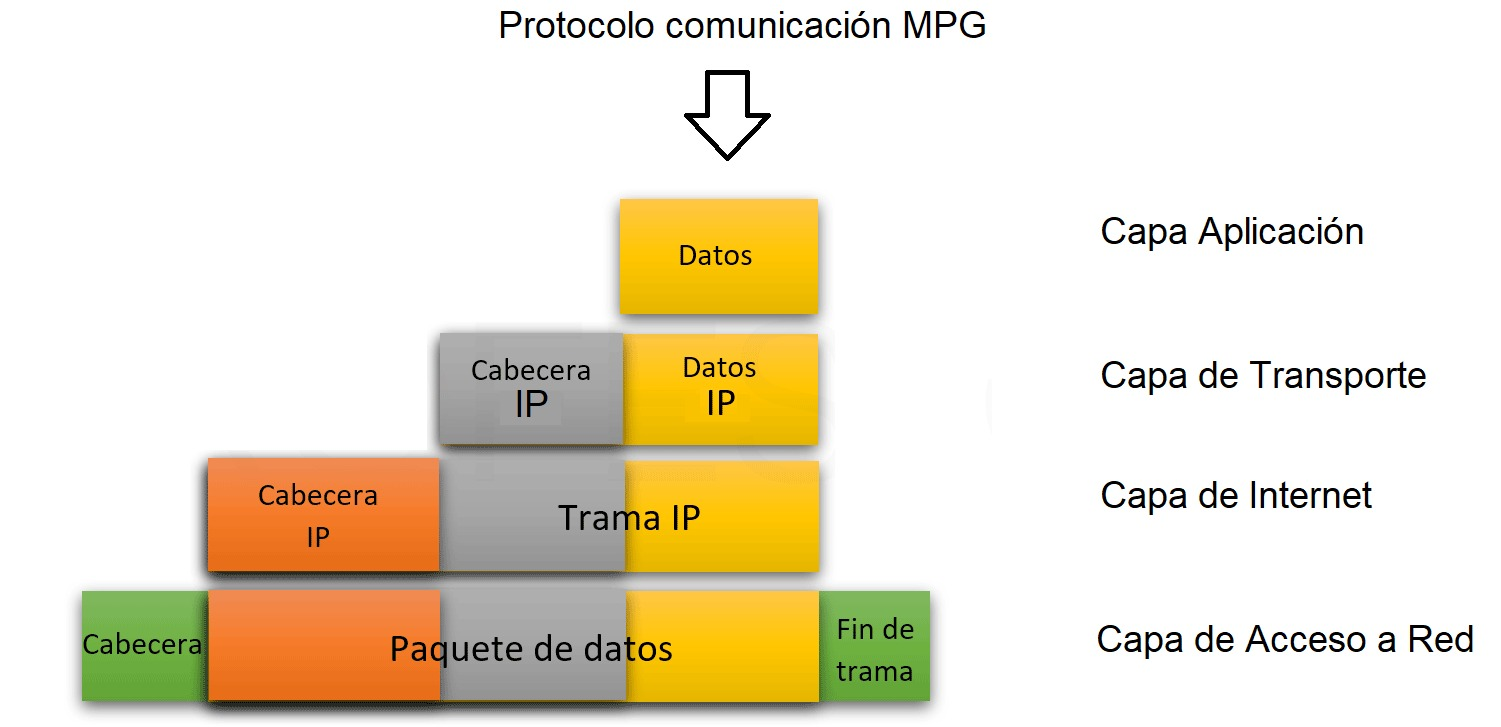 Protocolo comunicación MPG
Datos
Capa Aplicación
Cabecera
IP
Datos
IP
Capa de Transporte
Cabecera
IP
Trama IP
Capa de Internet
Cabecera
Paquete de datos
Fin de
trama
Capa de Acceso a Red